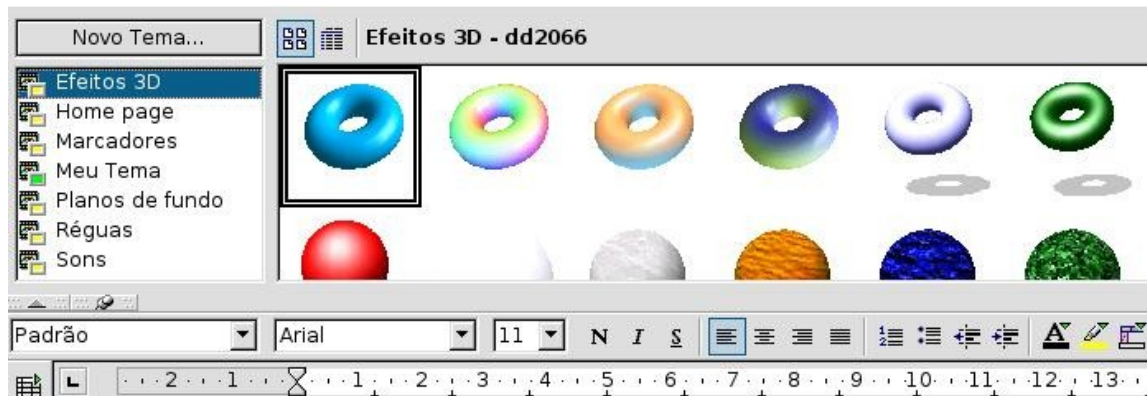 Novo Tema...
Efeitos 3D - dd2066
Efeitos 3D
Home page
Marcadores
Meu Tema
Planos de fundo
Réguas
Sons
Padrão Arial 11 N I S A
2 1 1 2 3 4 5 6 7 8 9 10 11 12 13